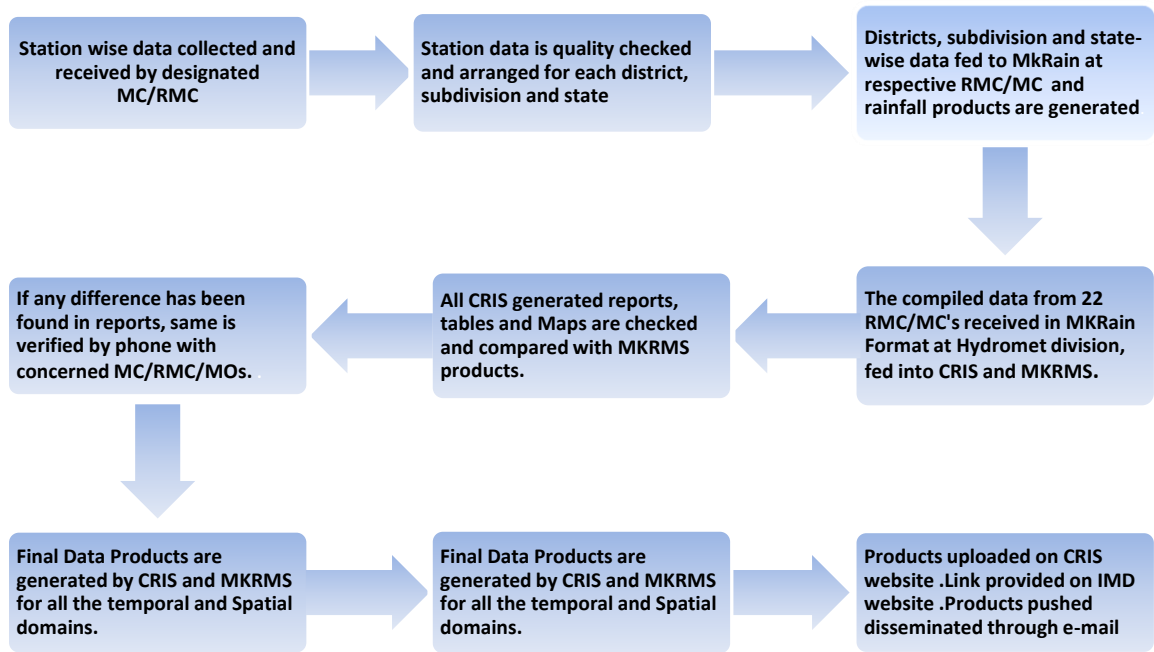 Station wise data collected and
received by designated
MC/RMC
Station data is quality checked
and arranged for each district,
subdivision and state
Districts, subdivision and state-
wise data fed to MkRain at
respective RMC/MC and
rainfall products are generated
If any difference has been
found in reports, same is
verified by phone with
concerned MC/RMC/MOs. .
All CRIS generated reports,
tables and Maps are checked
and compared with MKRMS
products.
The compiled data from 22
RMC/MC's received in MKRain
Format at Hydromet division,
fed into CRIS and MKRMS.
Final Data Products are
generated by CRIS and MKRMS
for all the temporal and Spatial
domains.
Final Data Products are
generated by CRIS and MKRMS
for all the temporal and Spatial
domains.
Products uploaded on CRIS
website .Link provided on IMD
website .Products pushed
disseminated through e-mail